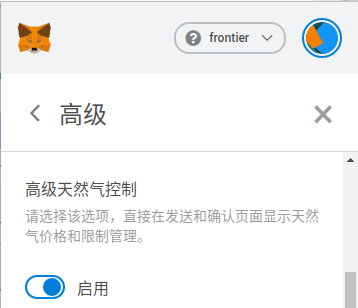 frontier
高级
高级天然气控制
请选择该选项，直接在发送和确认页面显示天然
气价格和限制管理。
启用